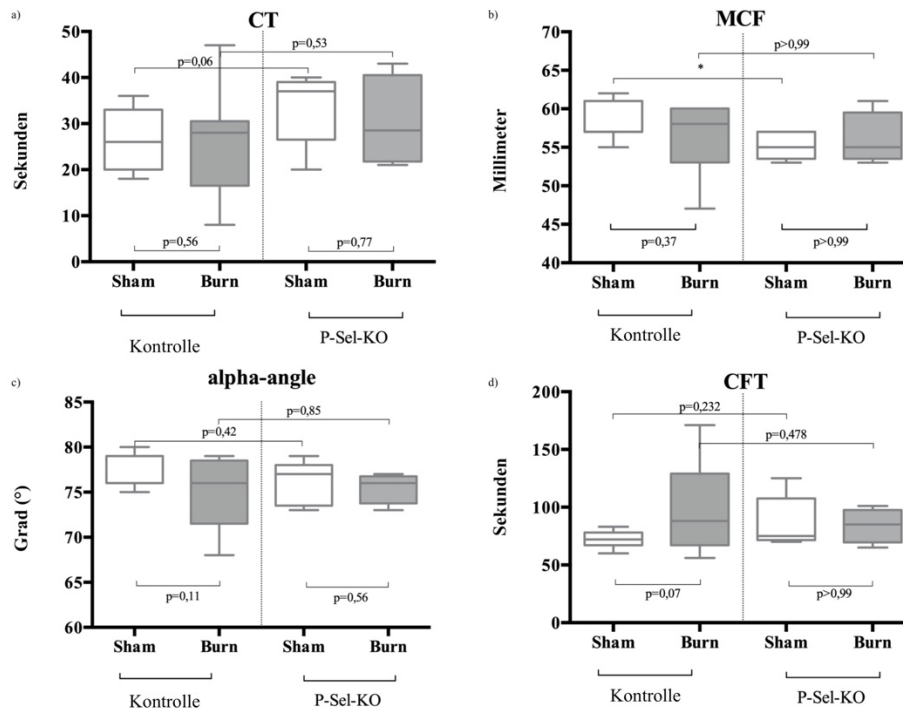 a)
CT
Sekunden
50
40
30
20
10
0
p=0,53
p=0,06
p=0,56
p=0,77
Sham Burn Sham Burn
Kontrolle P-Sel-KO
b)
MCF
Millimeter
70
65
60
55
50
45
40
p>0,99
*
p=0,37
p>0,99
Sham Burn Sham Burn
Kontrolle P-Sel-KO
c)
alpha-angle
Grad (°)
85
80
75
70
65
60
p=0,85
p=0,42
p=0,11
p=0,56
Sham Burn Sham Burn
Kontrolle P-Sel-KO
d)
CFT
Sekunden
200
150
100
50
0
p=0,232
p=0,478
p=0,07
p>0,99
Sham Burn Sham Burn
Kontrolle P-Sel-KO